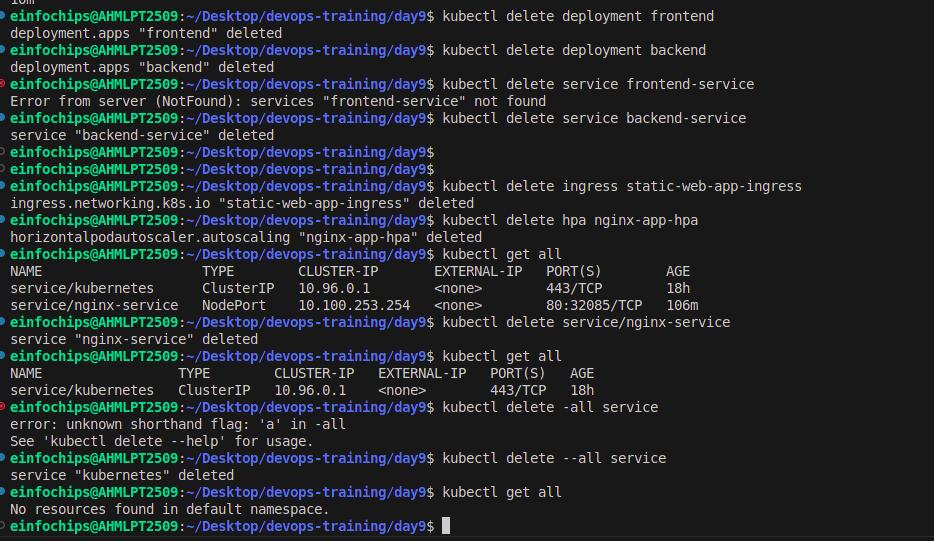 10m
einfochips@AHMLPT2509:~/Desktop/devops-training/day9$ kubectl delete deployment frontend
deployment.apps "frontend" deleted
einfochips@AHMLPT2509:~/Desktop/devops-training/day9$ kubectl delete deployment backend
deployment.apps "backend" deleted
einfochips@AHMLPT2509:~/Desktop/devops-training/day9$ kubectl delete service frontend-service
Error from server (NotFound): services "frontend-service" not found
einfochips@AHMLPT2509:~/Desktop/devops-training/day9$ kubectl delete service backend-service
service "backend-service" deleted
einfochips@AHMLPT2509:~/Desktop/devops-training/day9$
einfochips@AHMLPT2509:~/Desktop/devops-training/day9$
einfochips@AHMLPT2509:~/Desktop/devops-training/day9$ kubectl delete ingress static-web-app-ingress
ingress.networking.k8s.io "static-web-app-ingress" deleted
einfochips@AHMLPT2509:~/Desktop/devops-training/day9$ kubectl delete hpa nginx-app-hpa
horizontalpodautoscaler.autoscaling "nginx-app-hpa" deleted
einfochips@AHMLPT2509:~/Desktop/devops-training/day9$ kubectl get all
NAME                    TYPE        CLUSTER-IP       EXTERNAL-IP   PORT(S)        AGE
service/kubernetes      ClusterIP   10.96.0.1        <none>        443/TCP        18h
service/nginx-service   NodePort    10.100.253.254   <none>        80:32085/TCP   106m
einfochips@AHMLPT2509:~/Desktop/devops-training/day9$ kubectl delete service/nginx-service
service "nginx-service" deleted
einfochips@AHMLPT2509:~/Desktop/devops-training/day9$ kubectl get all
NAME                 TYPE        CLUSTER-IP   EXTERNAL-IP   PORT(S)   AGE
service/kubernetes   ClusterIP   10.96.0.1    <none>        443/TCP   18h
einfochips@AHMLPT2509:~/Desktop/devops-training/day9$ kubectl delete -all service
error: unknown shorthand flag: 'a' in -all
See 'kubectl delete --help' for usage.
einfochips@AHMLPT2509:~/Desktop/devops-training/day9$ kubectl delete --all service
service "kubernetes" deleted
einfochips@AHMLPT2509:~/Desktop/devops-training/day9$ kubectl get all
No resources found in default namespace.
einfochips@AHMLPT2509:~/Desktop/devops-training/day9$